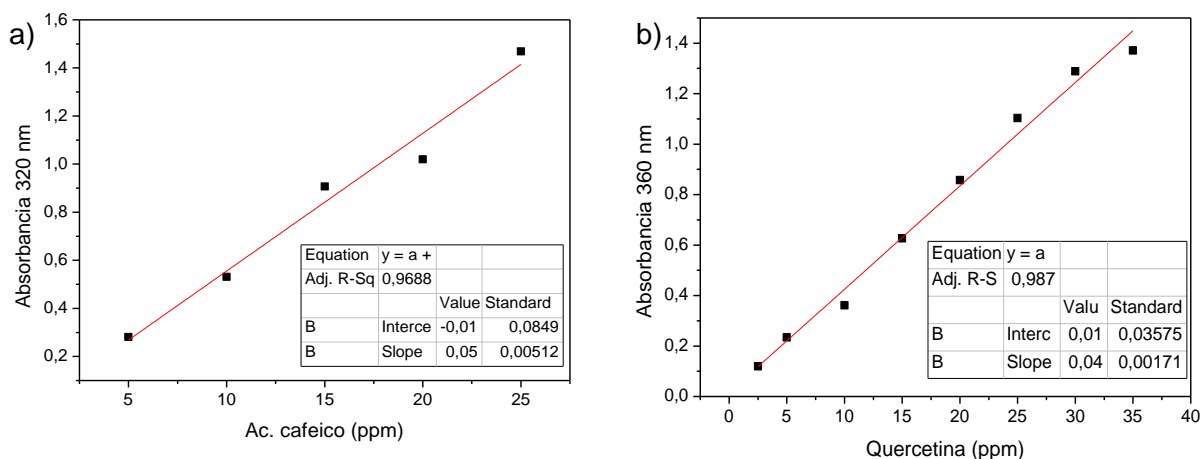 a)
1,6
1,4
1,2
1,0
0,8
0,6
0,4
0,2
Absorbancia 320 nm
5 10 15 20 25
Ac. cafeico (ppm)
Equation y = a +
Adj. R-Sq 0,9688
Value Standard
B Interce -0,01 0,0849
B Slope 0,05 0,00512
b)
1,4
1,2
1,0
0,8
0,6
0,4
0,2
0,0
Absorbancia 360 nm
0 5 10 15 20 25 30 35 40
Quercetina (ppm)
Equation y = a
Adj. R-S 0,987
Valu Standard
B Interc 0,01 0,03575
B Slope 0,04 0,00171